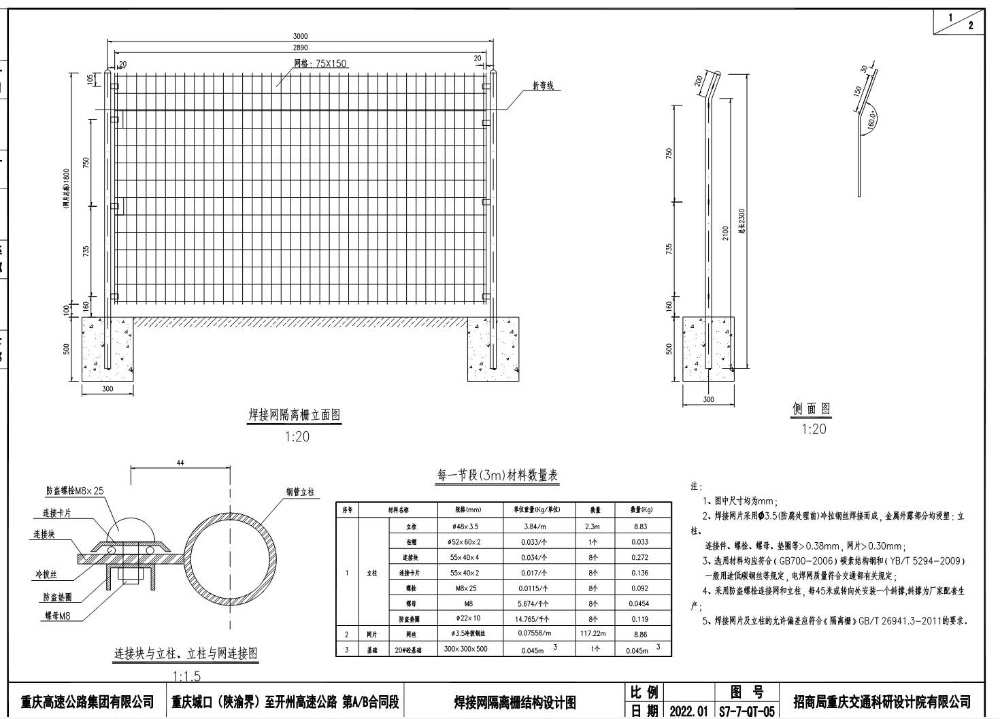 1
2
3000
2890
20
20
网格：75X150
105
折弯线
750
(网片总高)1800
735
160
100
500
300
焊接网隔离栅立面图
1:20
200
750
735
160
500
2100
总长2300
300
30
150
160.0°
侧 面 图
1:20
44
防盗螺栓M8×25
钢管立柱
连接卡片
连接块
冷拨丝
防盗垫圈
螺母M8
连接块与立柱、立柱与网连接图
1:1.5
每一节段(3m)材料数量表
序号 材料名称 规格(mm) 单位重量(Kg/单位) 数量 数量(Kg)
1 立柱 立柱 ϕ48×3.5 3.84/m 2.3m 8.83
柱帽 ϕ52×60×2 0.033/个 1个 0.033
连接块 55×40×4 0.034/个 8个 0.272
连接卡片 55×40×2 0.017/个 8个 0.136
螺栓 M8×25 0.0115/个 8个 0.092
螺母 M8 5.674/千个 8个 0.0454
防盗垫圈 ϕ22×10 14.765/千个 8个 0.119
2 网片 网丝 ϕ3.5冷拨钢丝 0.07558/m 117.22m 8.86
3 基础 20#砼基础 300×300×500 0.045m3 1个 0.045m3
注：
1、图中尺寸均为mm；
2、焊接网片采用ϕ3.5(防腐处理前)冷拉钢丝焊接而成，金属外露部分均浸塑：立
柱、
连接件、螺栓、螺母、垫圈等>0.38mm，网片>0.30mm；
3、选用材料均应符合（GB700-2006）碳素结构钢和（YB/T 5294-2009）
一般用途低碳钢丝等规定，电焊网质量符合交通部有关规定；
4、采用防盗螺栓连接网和立柱，每45米或转向处安装一个斜撑,斜撑为厂家配套生
产；
5、焊接网片及立柱的允许偏差应符合《隔离栅》GB/T 26941.3-2011的要求.
重庆高速公路集团有限公司
重庆城口（陕渝界）至开州高速公路 第A/B合同段
焊接网隔离栅结构设计图
比 例
图 号
日 期
2022.01
S7-7-QT-05
招商局重庆交通科研设计院有限公司